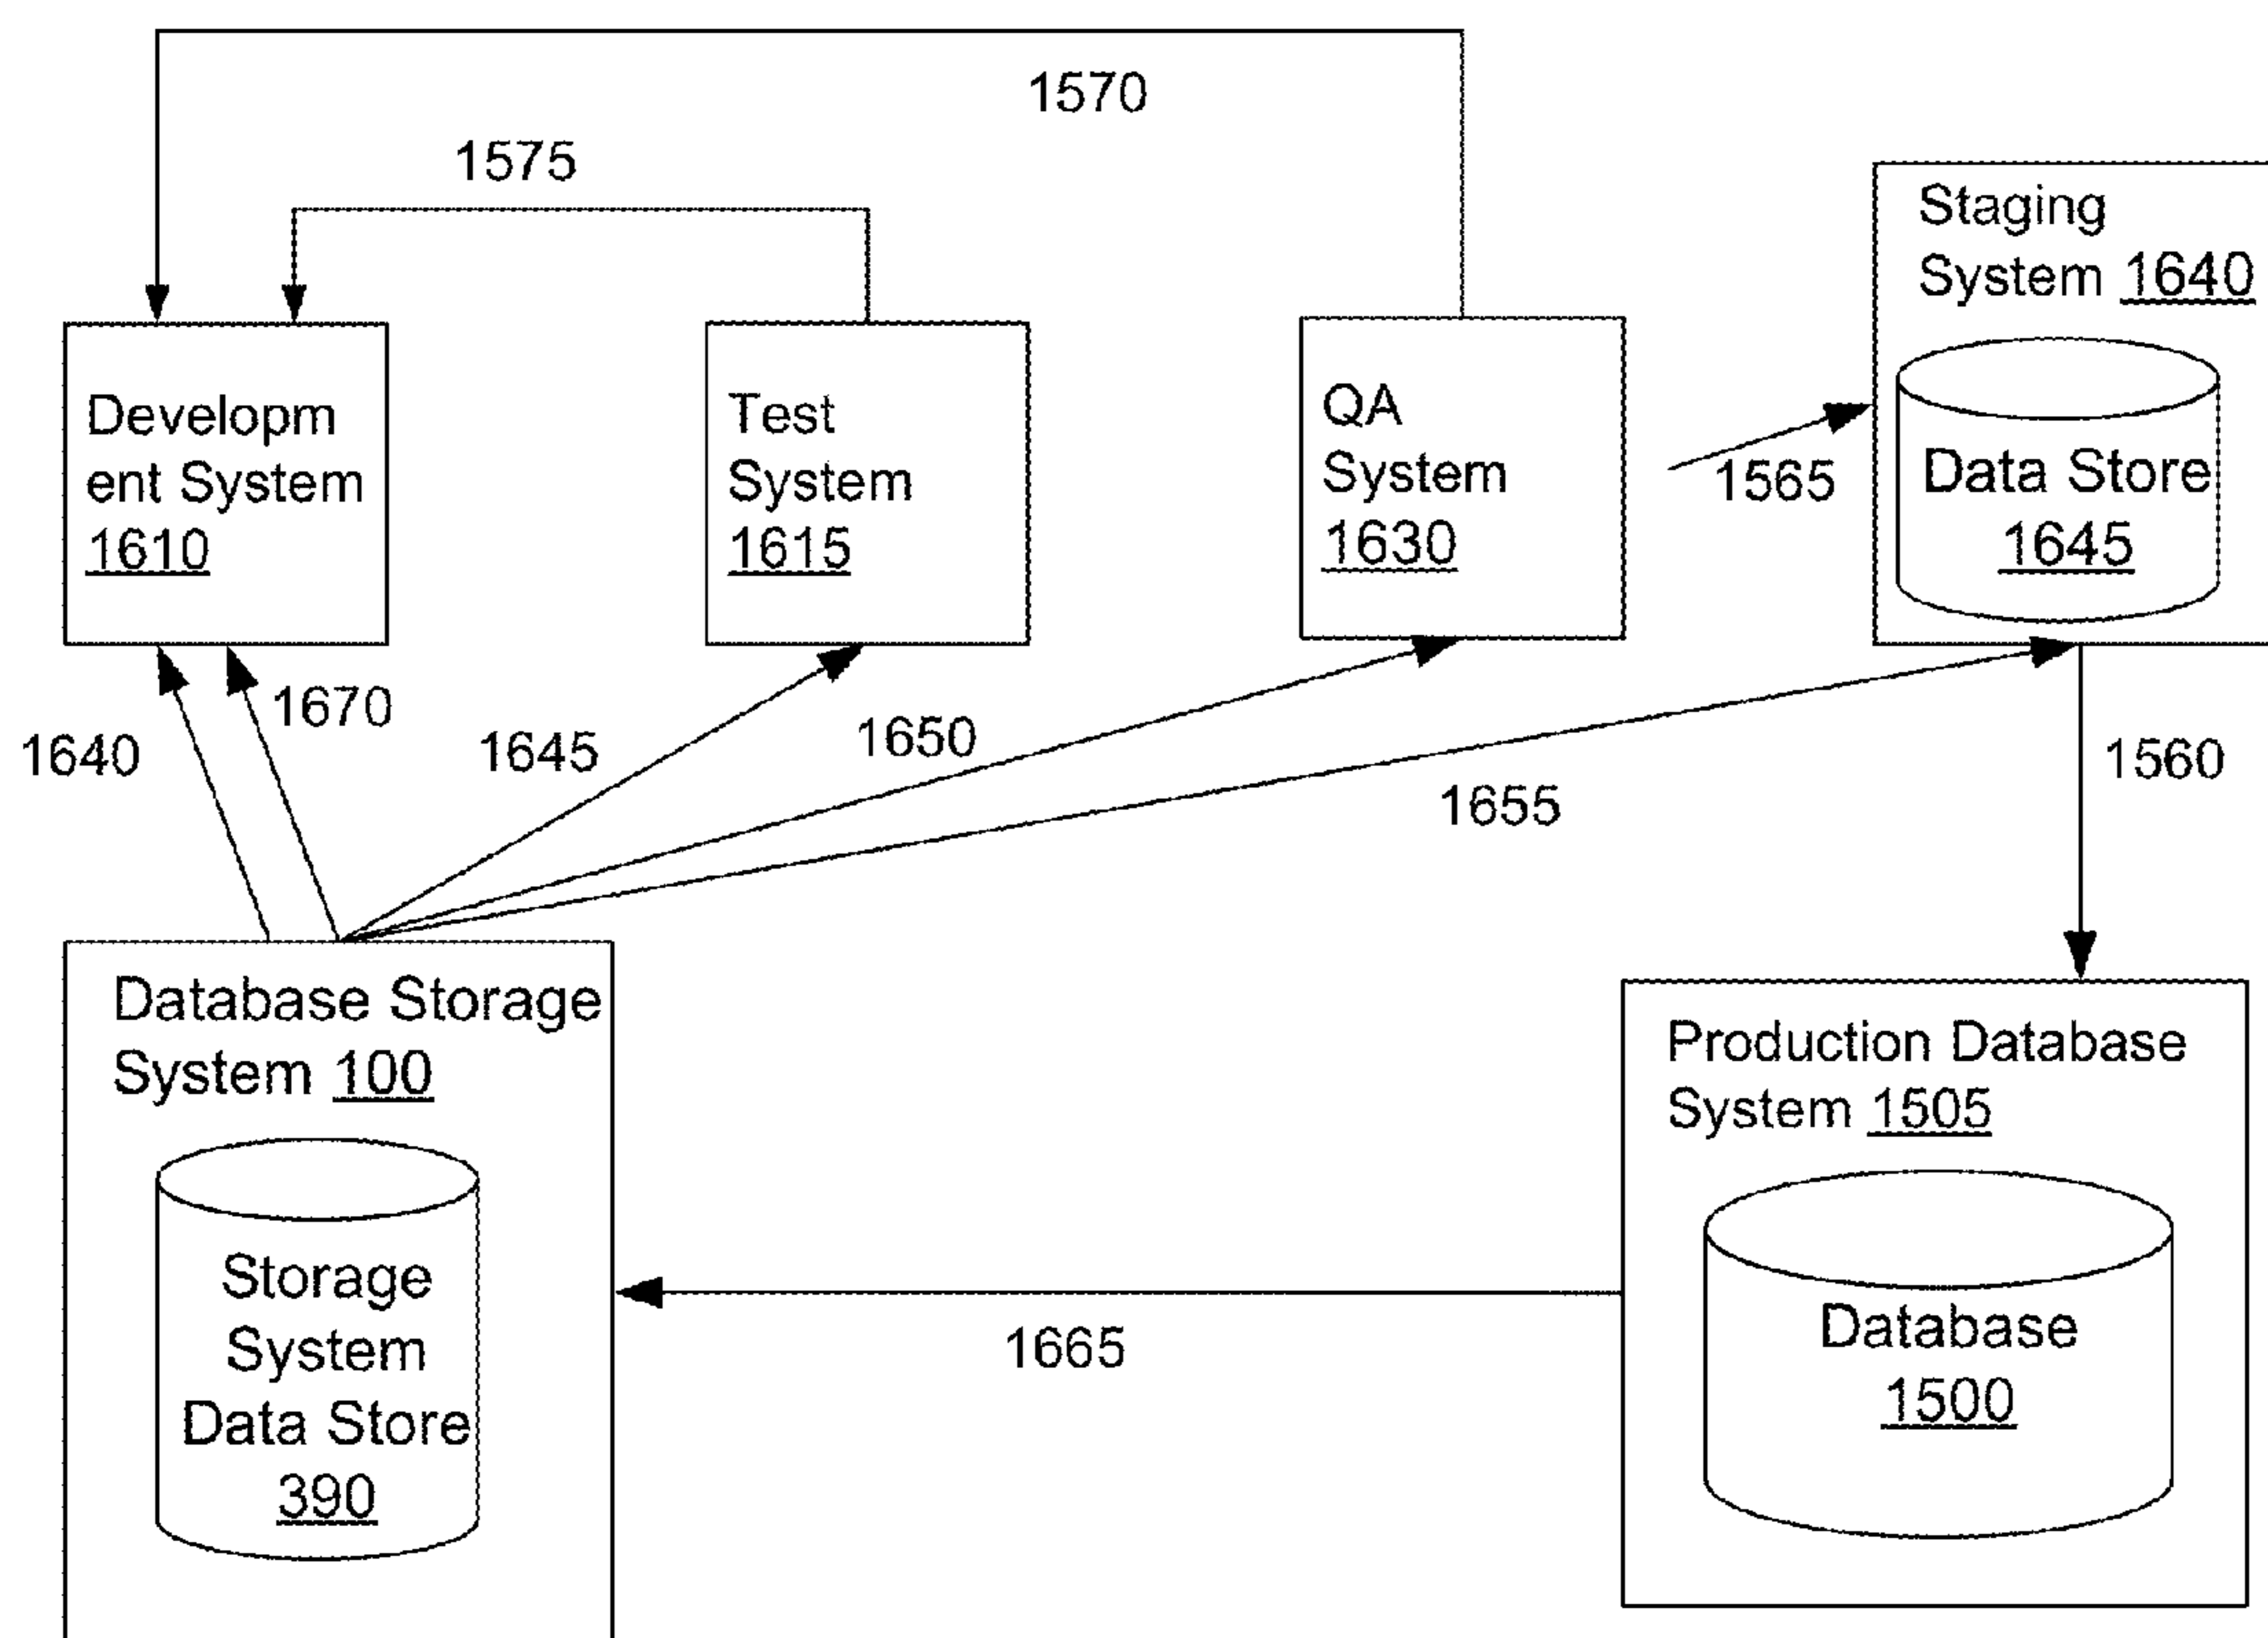 1570
1575
Staging
System 1640
Data Store
1645
Developm
ent System
1610
Test
System
1615
QA
System
1630
1565
1640
1670
1645
1650
1655
1560
Database Storage
System 100
Storage
System
Data Store
390
1665
Production Database
System 1505
Database
1500